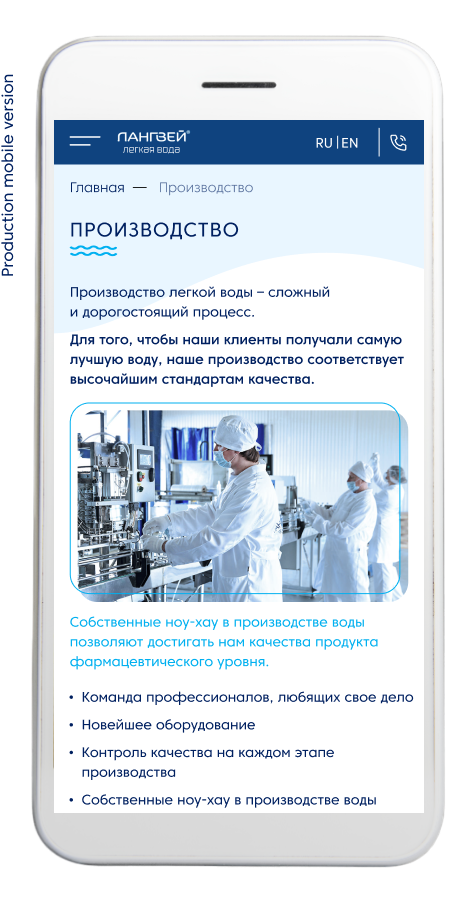 Production mobile version
ЛАНГВЕЙ®
легкая вода
RU|EN
Главная — Производство
ПРОИЗВОДСТВО
Производство легкой воды – сложный
и дорогостоящий процесс.
Для того, чтобы наши клиенты получали самую
лучшую воду, наше производство соответствует
высочайшим стандартам качества.
Собственные ноу-хау в производстве воды
позволяют достигать нам качества продукта
фармацевтического уровня.
• Команда профессионалов, любящих свое дело
• Новейшее оборудование
• Контроль качества на каждом этапе
производства
• Собственные ноу-хау в производстве воды